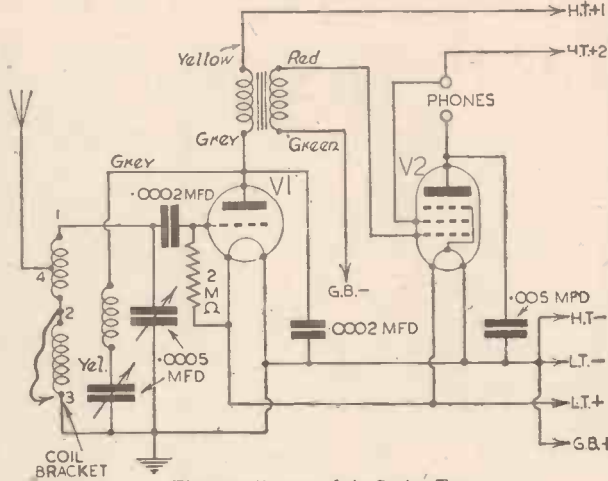 H.T.+1
H.T.+2
Yellow
Red
PHONES
Grey
Green
Grey
V1
V2
.0002 MFD
1
4
2
3
2
MΩ
G.B.-
.0002 MFD
.005 MFD
.0005
MFD
Yel.
H.T-
L.T.-
L.T.+
G.B.+
COIL
BRACKET